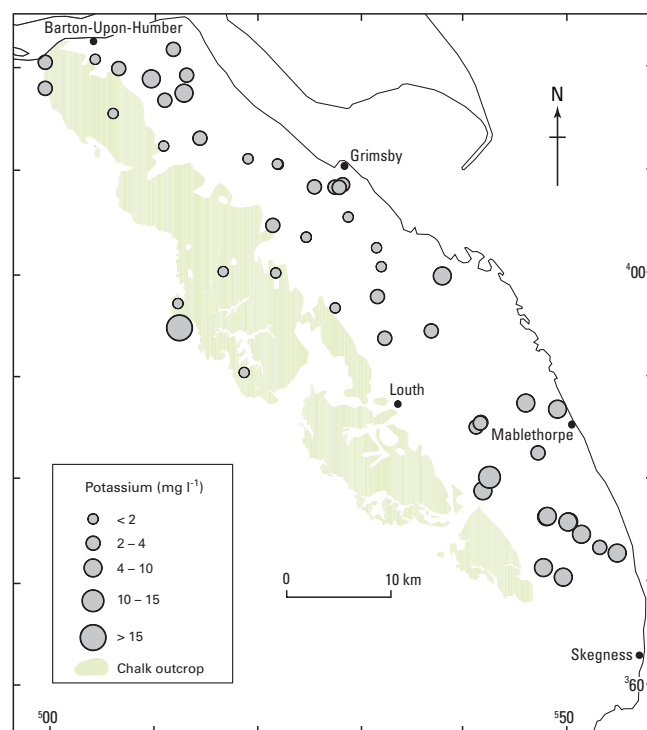 Barton-Upon-Humber
N
Grimsby
⁴00
Louth
Mablethorpe
Potassium (mg l⁻¹)
< 2
2 – 4
4 – 10
10 – 15
> 15
Chalk outcrop
0
10 km
Skegness
³60
⁵00
⁵50